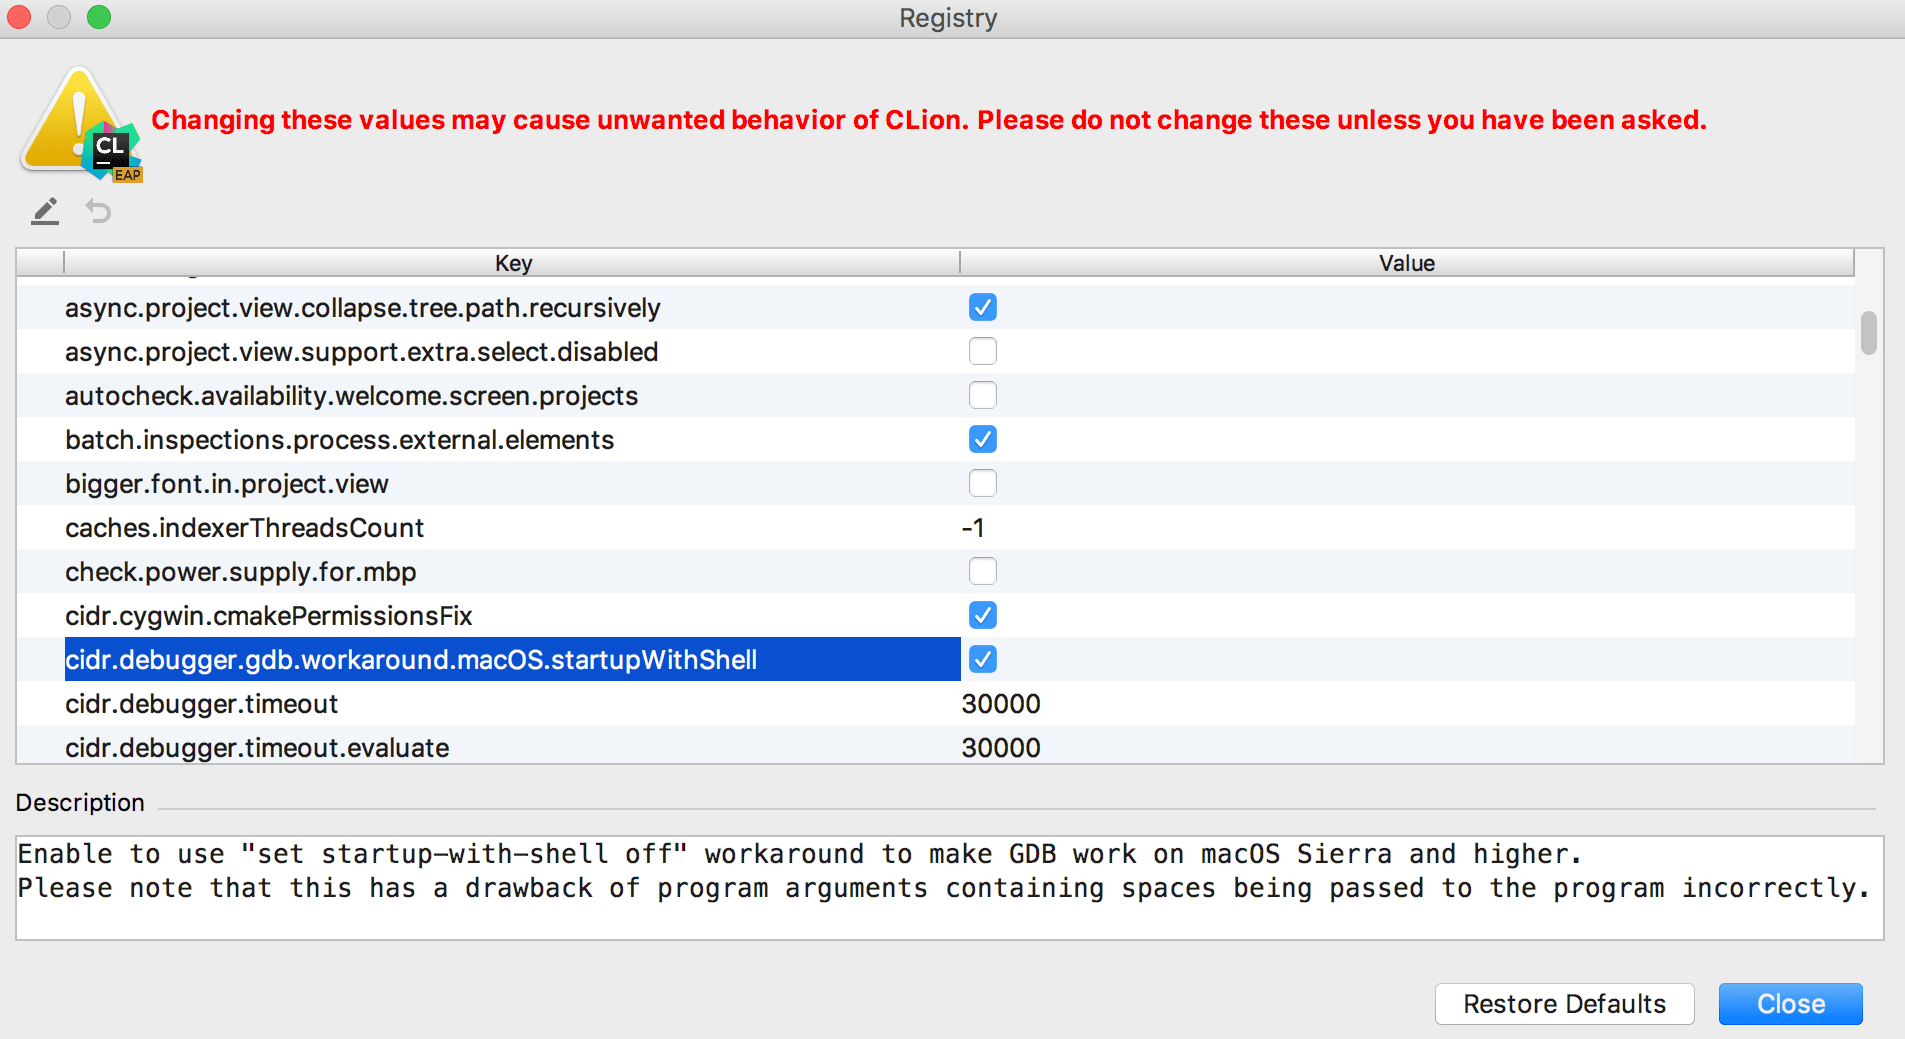 Registry
CL
EAP
Changing these values may cause unwanted behavior of CLion. Please do not change these unless you have been asked.
Key Value
async.project.view.collapse.tree.path.recursively
async.project.view.support.extra.select.disabled
autocheck.availability.welcome.screen.projects
batch.inspections.process.external.elements
bigger.font.in.project.view
caches.indexerThreadsCount -1
check.power.supply.for.mbp
cidr.cygwin.cmakePermissionsFix
cidr.debugger.gdb.workaround.macOS.startupWithShell
cidr.debugger.timeout 30000
cidr.debugger.timeout.evaluate 30000
Description
Enable to use "set startup-with-shell off" workaround to make GDB work on macOS Sierra and higher.
Please note that this has a drawback of program arguments containing spaces being passed to the program incorrectly.
Restore Defaults Close